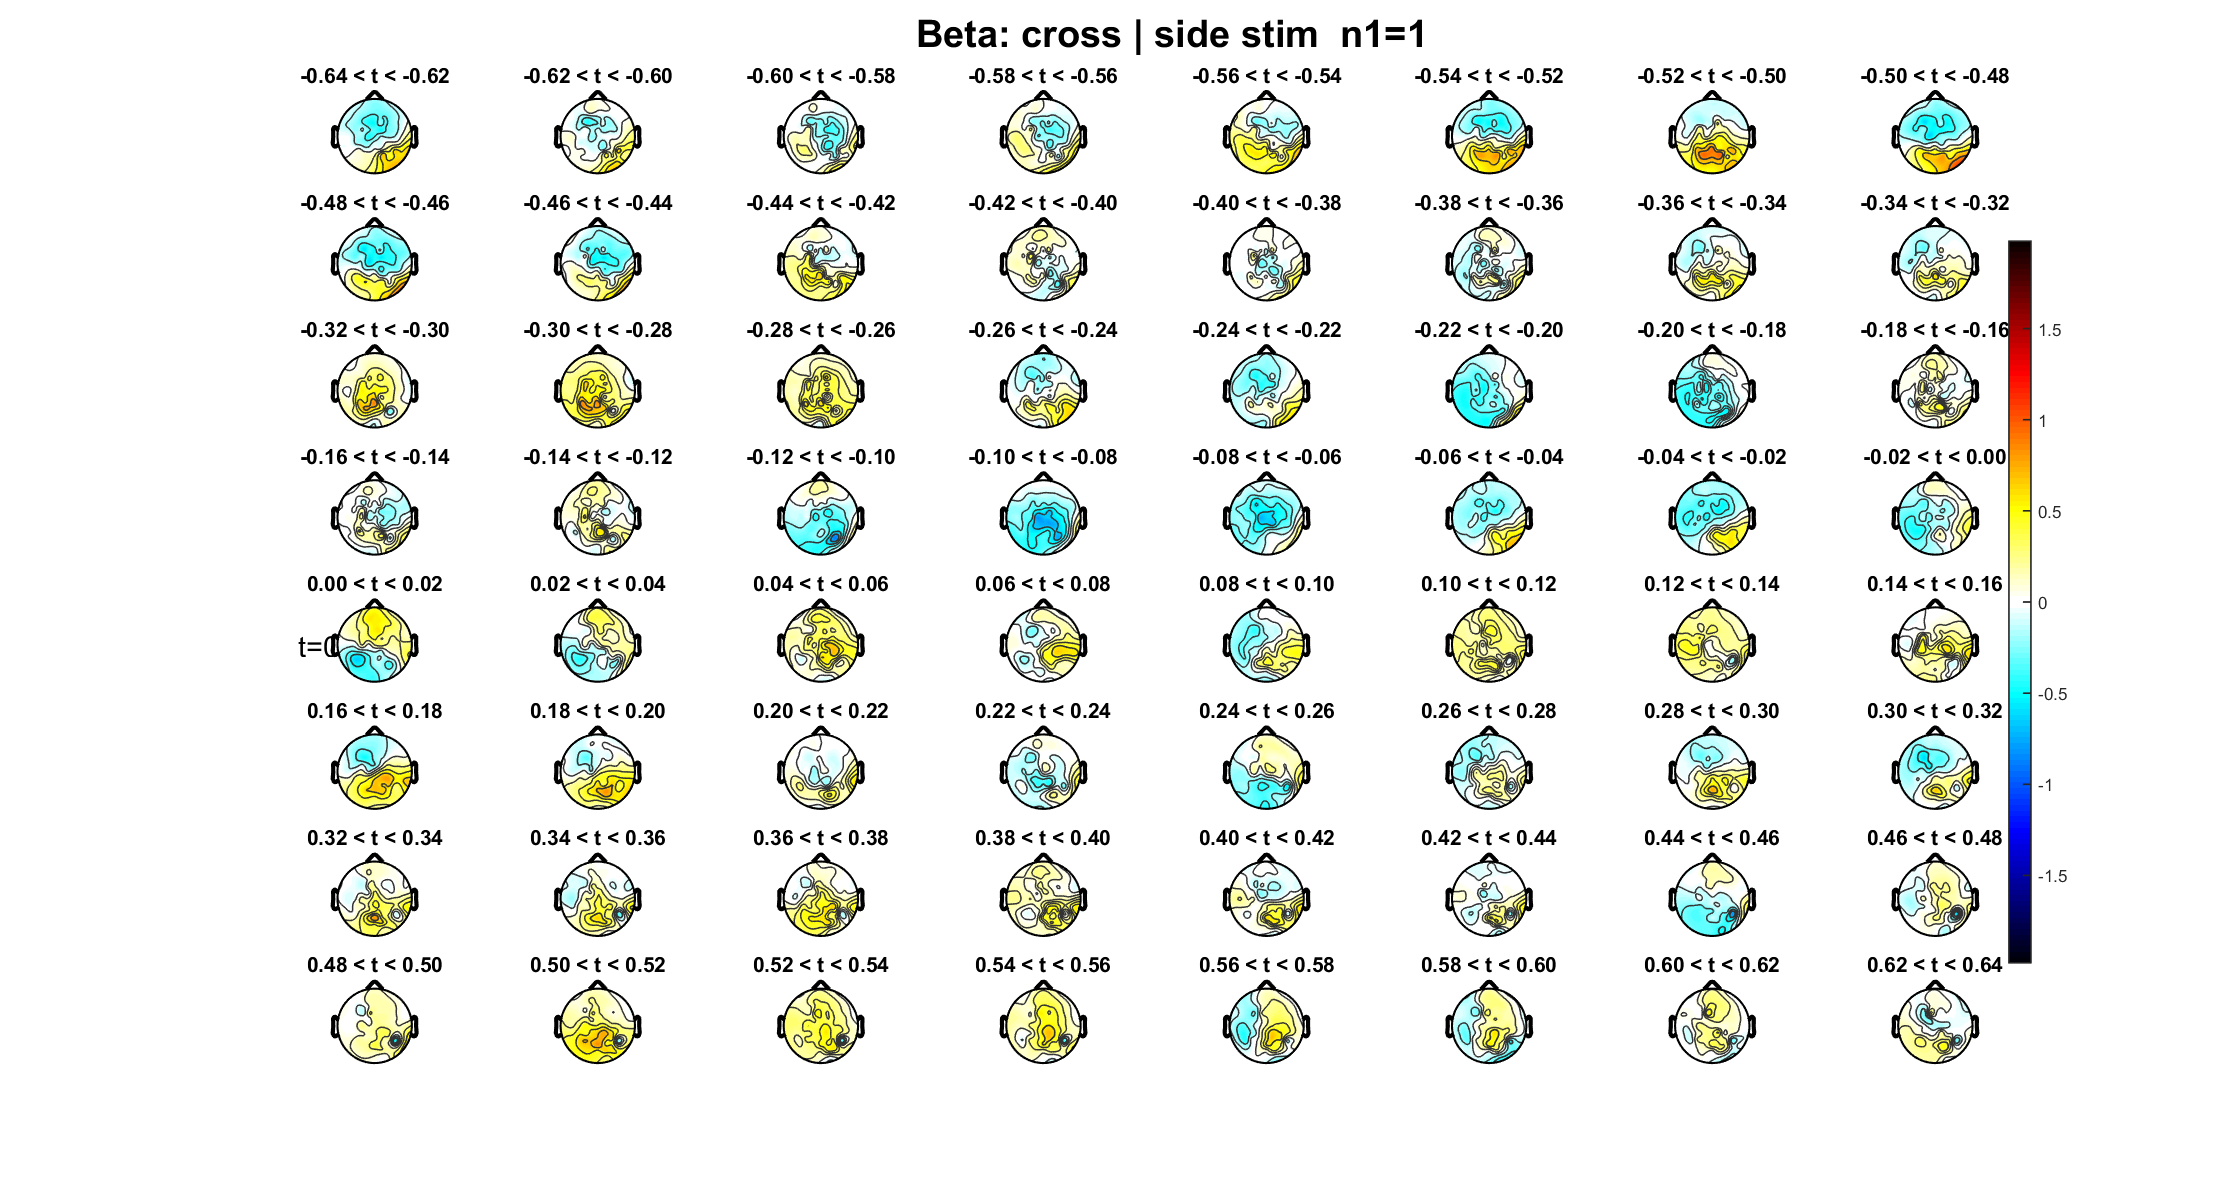 Beta: cross | side stim  n1=1
-0.64 < t < -0.62 -0.62 < t < -0.60 -0.60 < t < -0.58 -0.58 < t < -0.56 -0.56 < t < -0.54 -0.54 < t < -0.52 -0.52 < t < -0.50 -0.50 < t < -0.48
-0.48 < t < -0.46 -0.46 < t < -0.44 -0.44 < t < -0.42 -0.42 < t < -0.40 -0.40 < t < -0.38 -0.38 < t < -0.36 -0.36 < t < -0.34 -0.34 < t < -0.32
-0.32 < t < -0.30 -0.30 < t < -0.28 -0.28 < t < -0.26 -0.26 < t < -0.24 -0.24 < t < -0.22 -0.22 < t < -0.20 -0.20 < t < -0.18 -0.18 < t < -0.16
1.5
1
-0.16 < t < -0.14 -0.14 < t < -0.12 -0.12 < t < -0.10 -0.10 < t < -0.08 -0.08 < t < -0.06 -0.06 < t < -0.04 -0.04 < t < -0.02 -0.02 < t < 0.00
0.5
0.00 < t < 0.02 0.02 < t < 0.04 0.04 < t < 0.06 0.06 < t < 0.08 0.08 < t < 0.10 0.10 < t < 0.12 0.12 < t < 0.14 0.14 < t < 0.16
0
t=0
-0.5
0.16 < t < 0.18 0.18 < t < 0.20 0.20 < t < 0.22 0.22 < t < 0.24 0.24 < t < 0.26 0.26 < t < 0.28 0.28 < t < 0.30 0.30 < t < 0.32
-1
0.32 < t < 0.34 0.34 < t < 0.36 0.36 < t < 0.38 0.38 < t < 0.40 0.40 < t < 0.42 0.42 < t < 0.44 0.44 < t < 0.46 0.46 < t < 0.48
-1.5
0.48 < t < 0.50 0.50 < t < 0.52 0.52 < t < 0.54 0.54 < t < 0.56 0.56 < t < 0.58 0.58 < t < 0.60 0.60 < t < 0.62 0.62 < t < 0.64